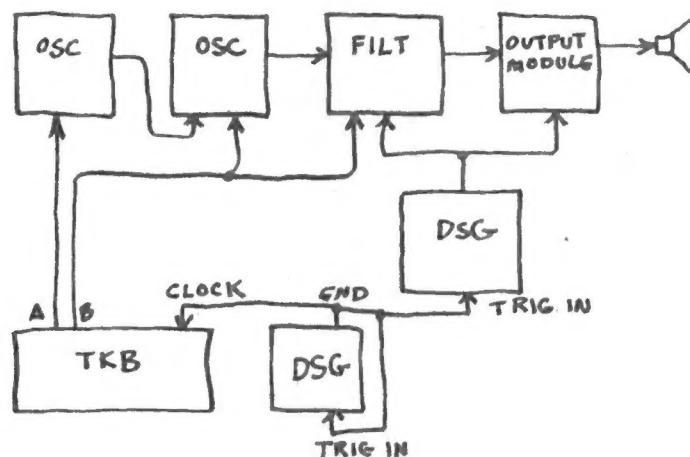 OSC
OSC
FILT
OUTPUT
MODULE
DSG
TRIG IN
CLOCK
END
A
B
TKB
DSG
TRIG IN